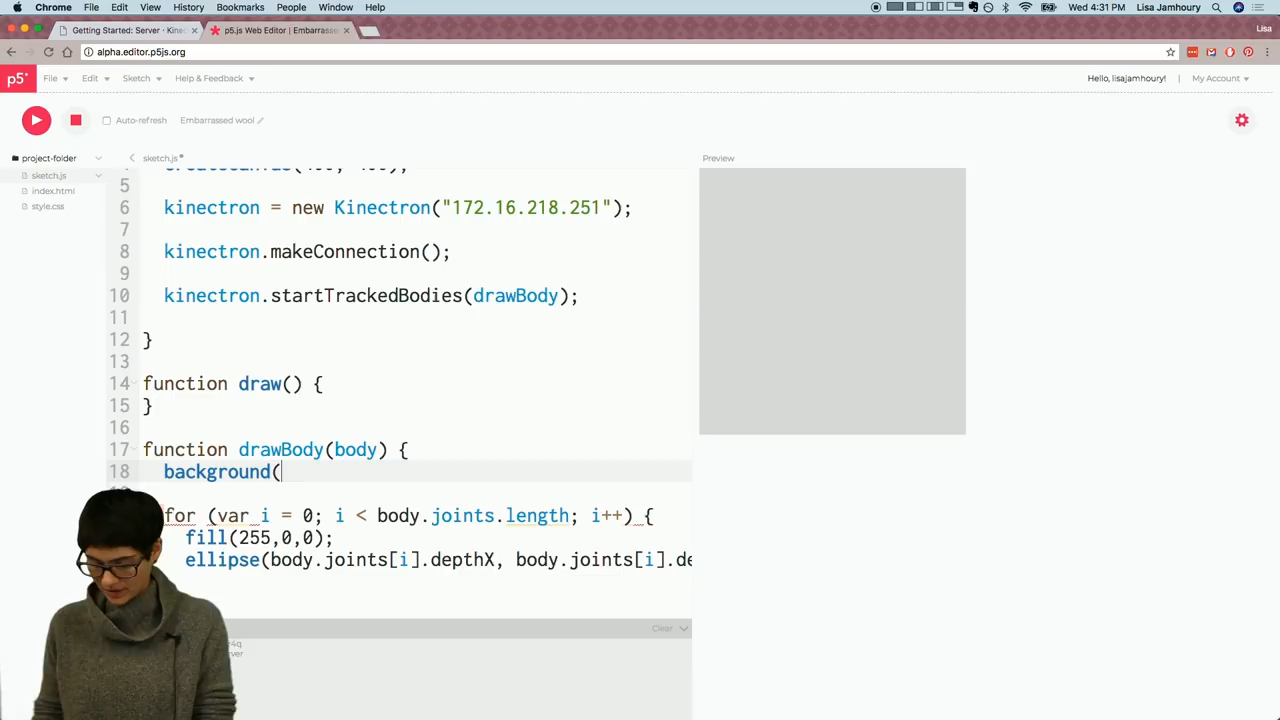 Chrome File Edit View History Bookmarks People Window Help Wed 4:31 PM Lisa Jamhoury
Getting Started: Server · Kinec × p5.js Web Editor | Embarrasse × Lisa
alpha.editor.p5js.org
p5* File Edit Sketch Help & Feedback Hello, lisajamhoury! | My Account
Auto-refresh Embarrassed wool
project-folder sketch.js Preview
sketch.js
index.html
style.css
5
6 kinectron = new Kinectron("172.16.218.251");
7
8 kinectron.makeConnection();
9
10 kinectron.startTrackedBodies(drawBody);
11
12 }
13
14 function draw() {
15 }
16
17 function drawBody(body) {
18 background(
for (var i = 0; i < body.joints.length; i++) {
fill(255,0,0);
ellipse(body.joints[i].depthX, body.joints[i].de
Clear